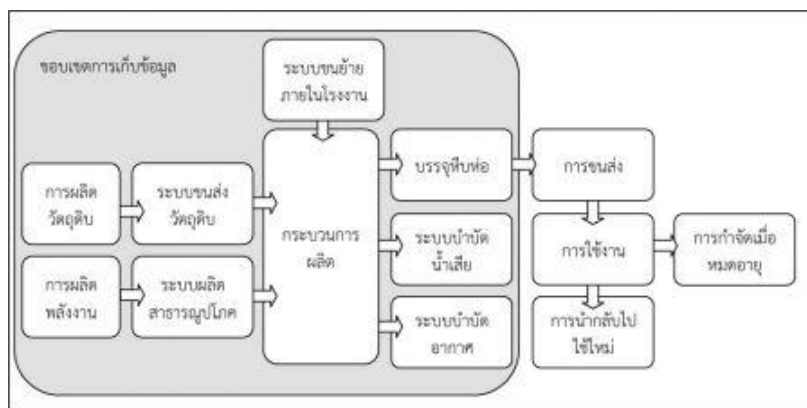 ขอบเขตการเก็บข้อมูล
ระบบขนย้าย
ภายในโรงงาน
การผลิต
วัตถุดิบ
ระบบขนส่ง
วัตถุดิบ
กระบวนการ
ผลิต
บรรจุหีบห่อ
การขนส่ง
การผลิต
พลังงาน
ระบบผลิต
สาธารณูปโภค
ระบบบำบัด
น้ำเสีย
การใช้งาน
การกำจัดเมื่อ
หมดอายุ
ระบบบำบัด
อากาศ
การนำกลับไป
ใช้ใหม่